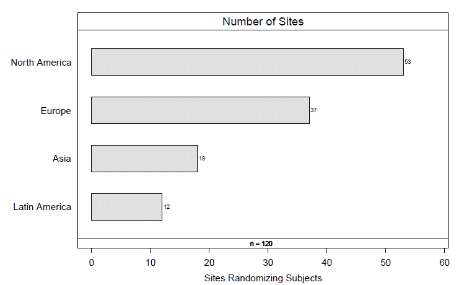 Number of Sites
North America 53
Europe 37
Asia 18
Latin America 12
n = 120
0 10 20 30 40 50 60
Sites Randomizing Subjects